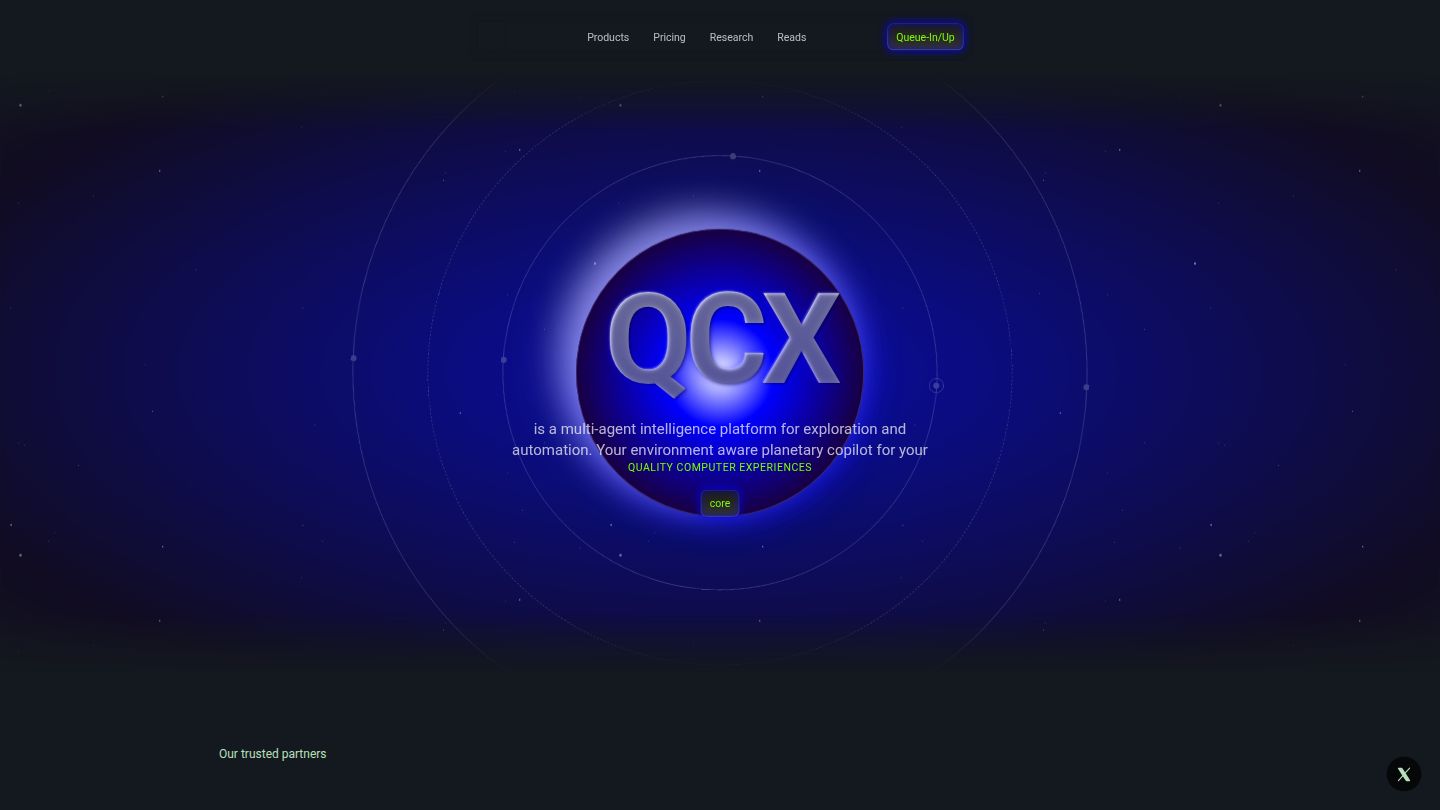 Products Pricing Research Reads Queue-In/Up
QCX
is a multi-agent intelligence platform for exploration and
automation. Your environment aware planetary copilot for your
QUALITY COMPUTER EXPERIENCES
core
Our trusted partners
X